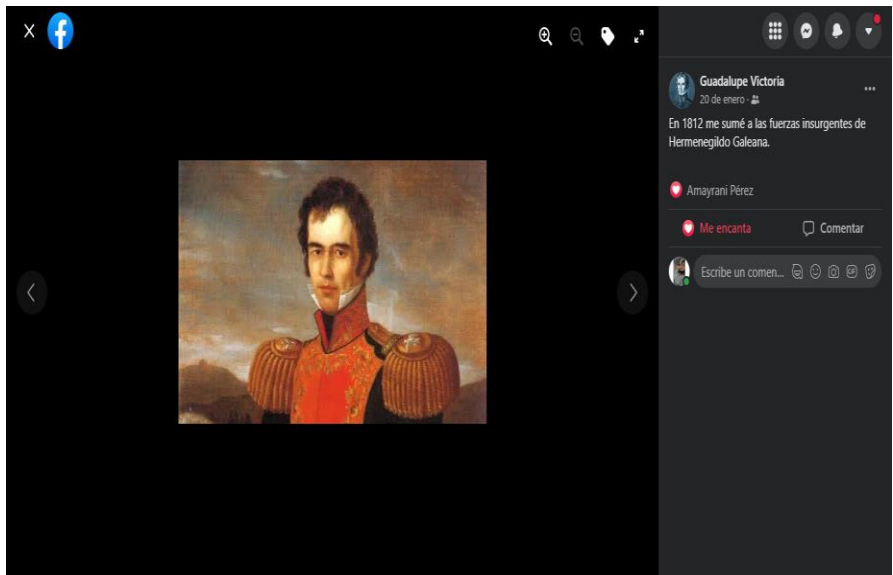 Guadalupe Victoria
20 de enero ·
En 1812 me sumé a las fuerzas insurgentes de
Hermenegildo Galeana.
Amayrani Pérez
Me encanta
Comentar
Escribe un comen...
GIF